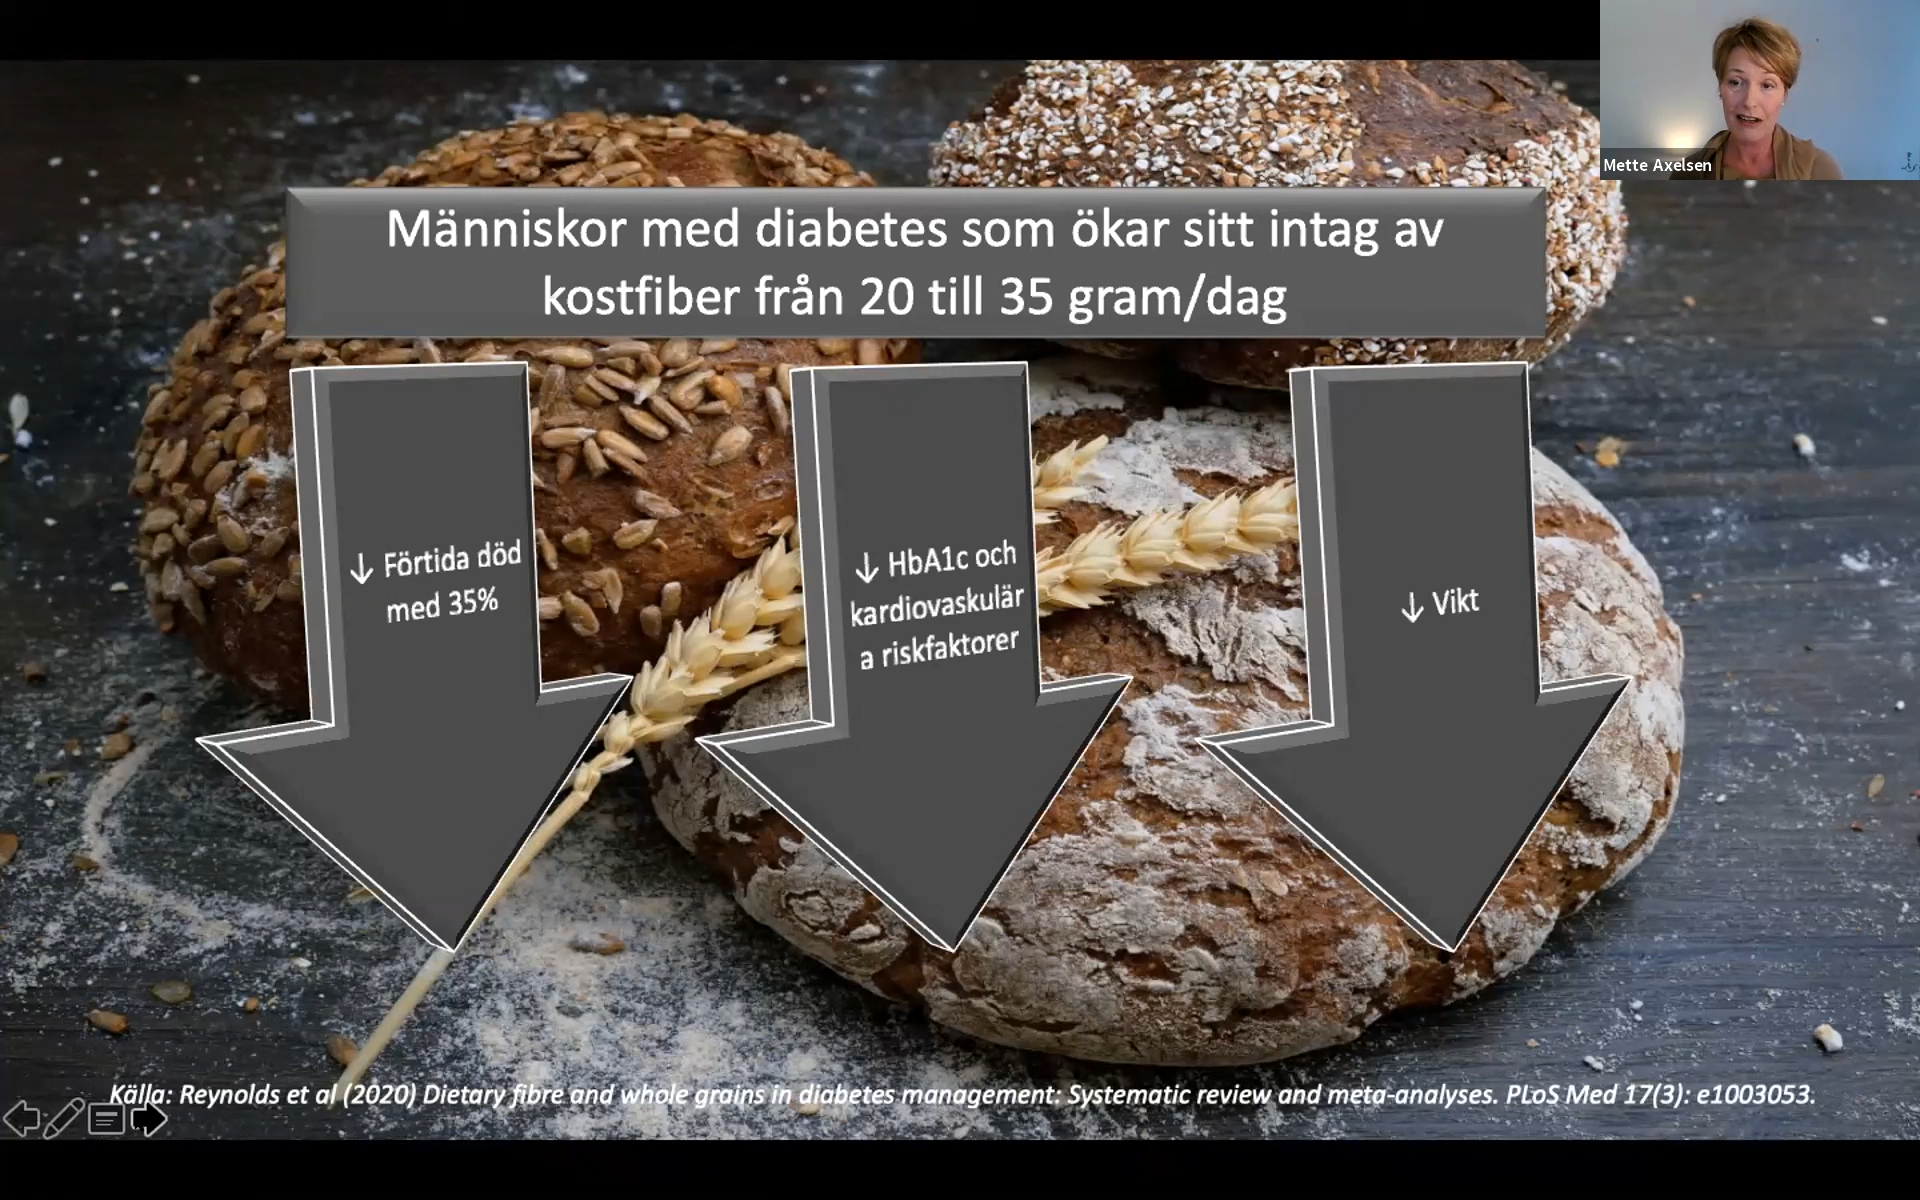 Mette Axelsen
Människor med diabetes som ökar sitt intag av
kostfiber från 20 till 35 gram/dag
↓ Förtida död
med 35%
↓ HbA1c och
kardiovaskulär
a riskfaktorer
↓ Vikt
Källa: Reynolds et al (2020) Dietary fibre and whole grains in diabetes management: Systematic review and meta-analyses. PLoS Med 17(3): e1003053.